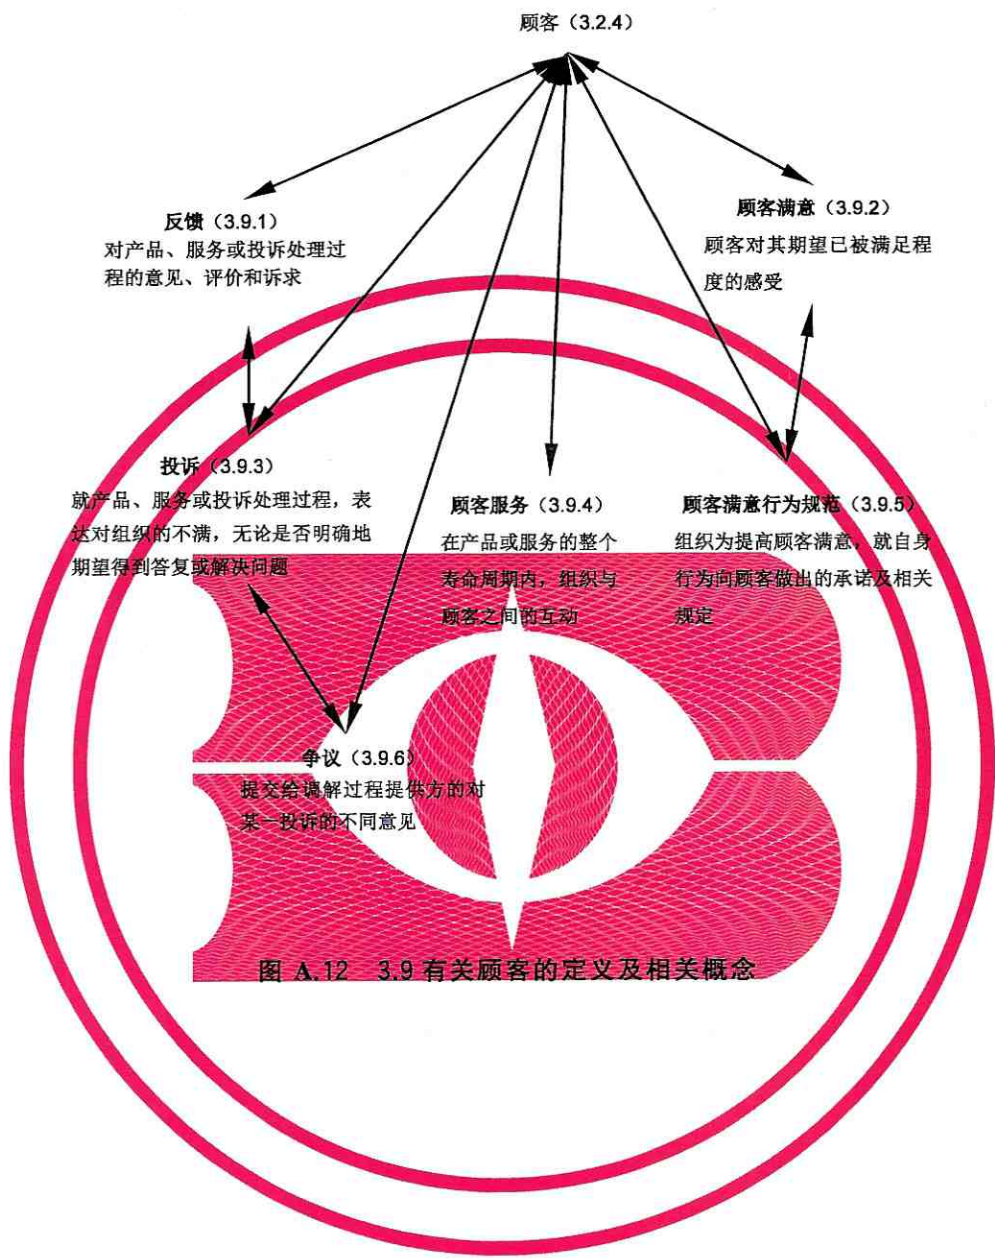 顾客（3.2.4）
反馈（3.9.1）
对产品、服务或投诉处理过
程的意见、评价和诉求
顾客满意（3.9.2）
顾客对其期望已被满足程
度的感受
投诉（3.9.3）
就产品、服务或投诉处理过程，表
达对组织的不满，无论是否明确地
期望得到答复或解决问题
顾客服务（3.9.4）
在产品或服务的整个
寿命周期内，组织与
顾客之间的互动
顾客满意行为规范（3.9.5）
组织为提高顾客满意，就自身
行为向顾客做出的承诺及相关
规定
争议（3.9.6）
提交给调解过程提供方的对
某一投诉的不同意见
图 A.12 3.9 有关顾客的定义及相关概念